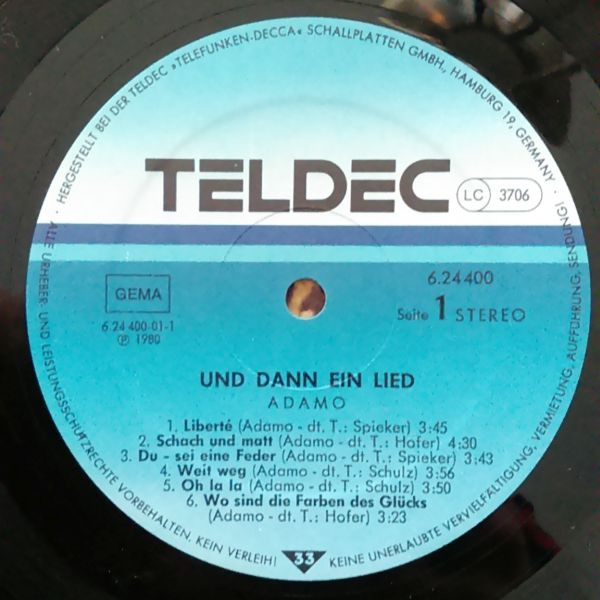 · HERGESTELLT BEI DER TELDEC »TELEFUNKEN-DECCA« SCHALLPLATTEN GMBH., HAMBURG 19, GERMANY ·
TELDEC
LC 3706
GEMA
6.24400
6.24 400-01-1
Ⓟ 1980
Seite 1 STEREO
UND DANN EIN LIED
ADAMO
1. Liberté (Adamo - dt. T.: Spieker) 3:45
2. Schach und matt (Adamo - dt. T.: Hofer) 4:30
3. Du - sei eine Feder (Adamo - dt. T.: Spieker) 3:43
4. Weit weg (Adamo - dt. T.: Schulz) 3:56
5. Oh la la (Adamo - dt. T.: Schulz) 3:50
6. Wo sind die Farben des Glücks
(Adamo - dt. T.: Hofer) 3:23
33
ALLE URHEBER- UND LEISTUNGSSCHUTZRECHTE VORBEHALTEN. KEIN VERLEIH! KEINE UNERLAUBTE VERVIELFÄLTIGUNG, VERMIETUNG, AUFFÜHRUNG, SENDUNG!